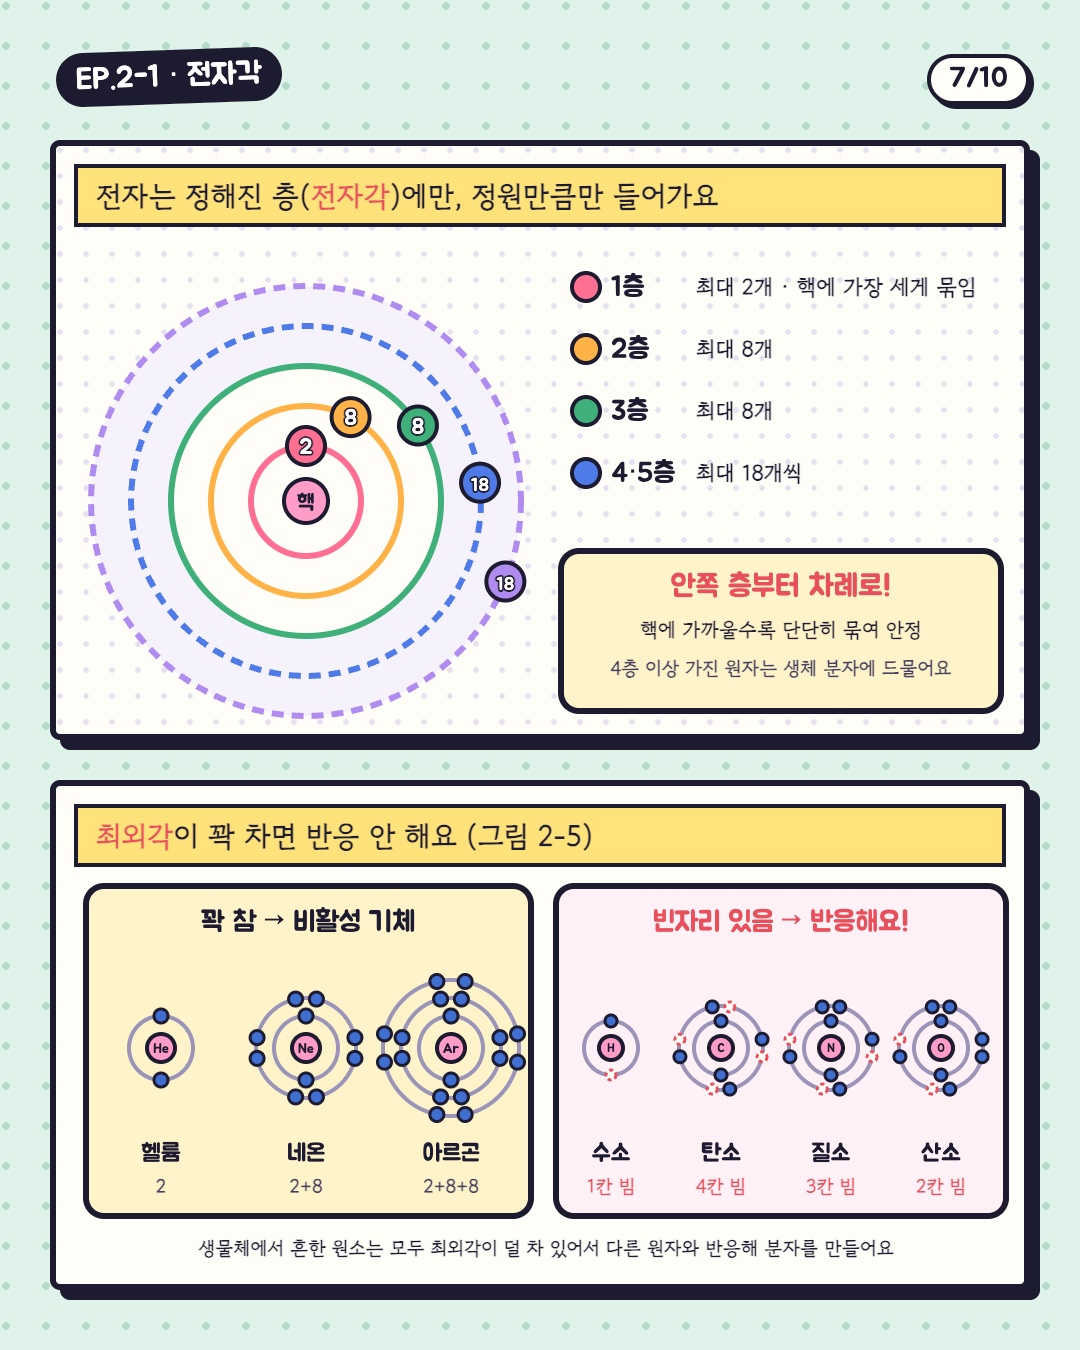 EP.2-1 · 전자각
7/10
전자는 정해진 층(전자각)에만, 정원만큼만 들어가요
1층 최대 2개 · 핵에 가장 세게 묶임
2층 최대 8개
3층 최대 8개
4·5층 최대 18개씩
8
8
2
18
핵
18
안쪽 층부터 차례로!
핵에 가까울수록 단단히 묶여 안정
4층 이상 가진 원자는 생체 분자에 드물어요
최외각이 꽉 차면 반응 안 해요 (그림 2-5)
꽉 참 → 비활성 기체
He Ne Ar
헬륨 네온 아르곤
2 2+8 2+8+8
빈자리 있음 → 반응해요!
H C N O
수소 탄소 질소 산소
1칸 빔 4칸 빔 3칸 빔 2칸 빔
생물체에서 흔한 원소는 모두 최외각이 덜 차 있어서 다른 원자와 반응해 분자를 만들어요